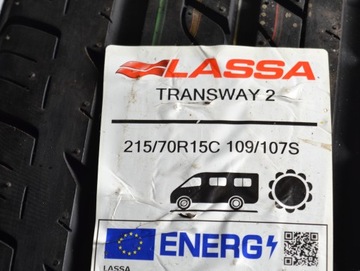 LASSA
TRANSWAY 2
215/70R15C 109/107S
ENERG
LASSA